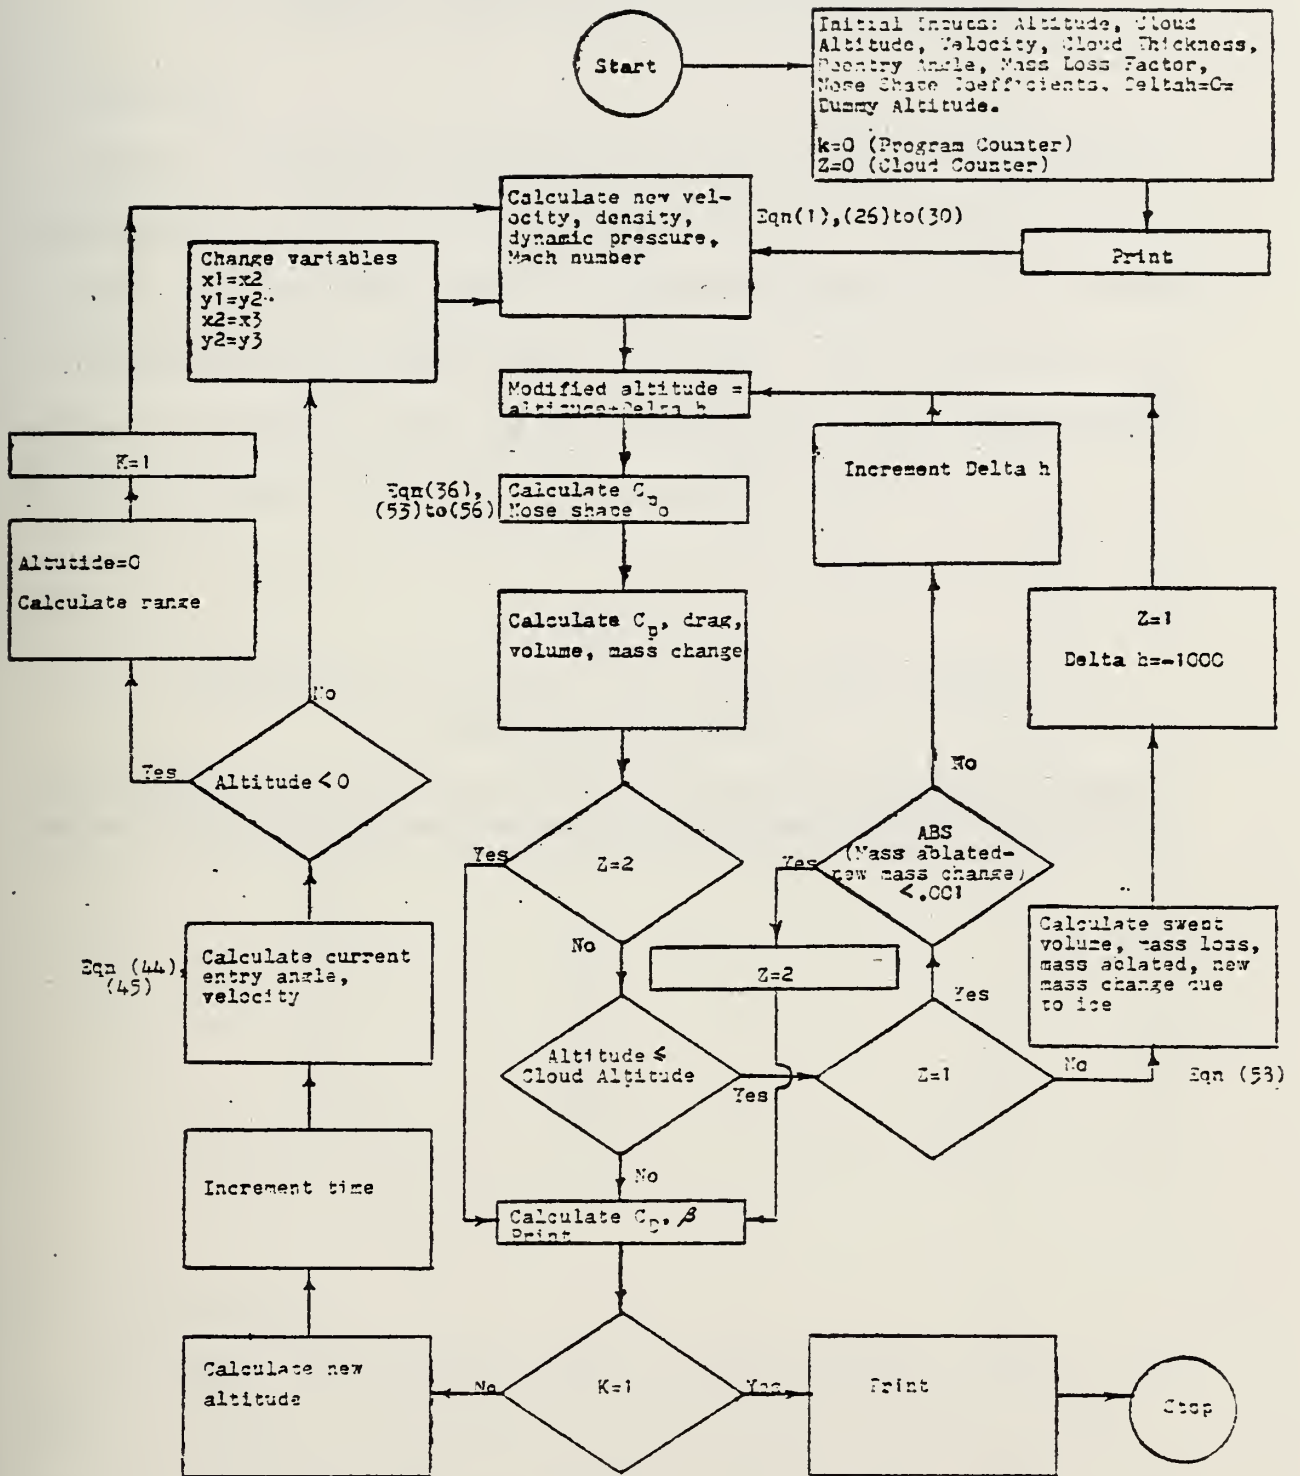 Start
Initial Inputs: Altitude, Cloud
Altitude, Velocity, Cloud Thickness,
Reentry Angle, Mass Loss Factor,
Nose Shape Coefficients. Deltah=0=
Dummy Altitude.
k=0 (Program Counter)
Z=0 (Cloud Counter)
Print
Eqn(1),(26)to(30)
Calculate new vel-
ocity, density,
dynamic pressure,
Mach number
Change variables
x1=x2
y1=y2
x2=x3
y2=y3
Modified altitude =
altitude+Delta h
Increment Delta h
K=1
Eqn(36),
(53)to(56)
Calculate C
Nose shape
Altutide=0
Calculate range
Calculate C_D, drag,
volume, mass change
Z=1
Delta h=-1000
No
Yes
Altitude < 0
No
Yes
Z=2
No
Yes
ABS
(Mass ablated-
new mass change)
<.001
Eqn (44),
(45)
Calculate current
entry angle,
velocity
Z=2
Yes
Calculate swept
volume, mass loss,
mass ablated, new
mass change due
to ice
Altitude ≤
Cloud Altitude
Yes
Z=1
No
Eqn (53)
No
Increment time
Calculate C_D, β
Print
Calculate new
altitude
No
K=1
Yes
Print
Stop